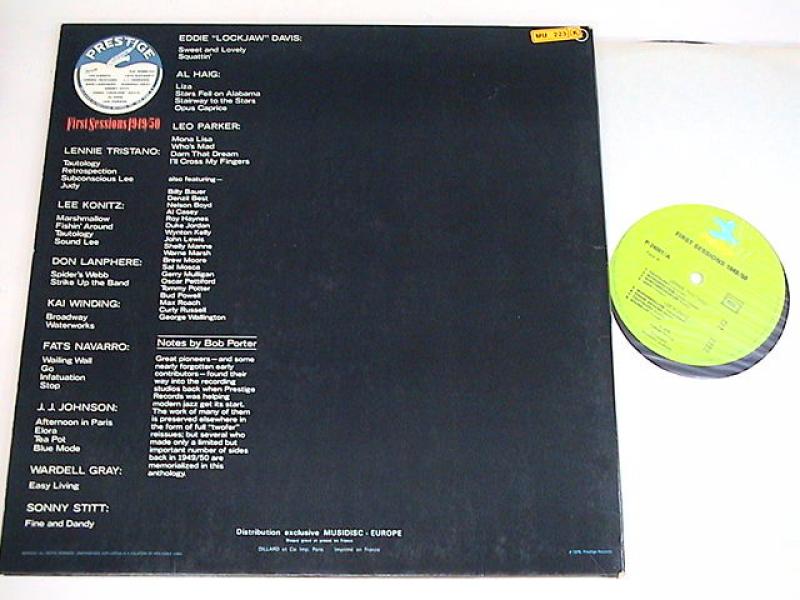 PRESTIGE
First Sessions 1949/50
LENNIE TRISTANO:
Tautology
Retrospection
Subconscious Lee
Judy
LEE KONITZ:
Marshmallow
Fishin' Around
Tautology
Sound Lee
DON LANPHERE:
Spider's Webb
Strike Up the Band
KAI WINDING:
Broadway
Waterworks
FATS NAVARRO:
Wailing Wall
Go
Infatuation
Stop
J. J. JOHNSON:
Afternoon in Paris
Elora
Tea Pot
Blue Mode
WARDELL GRAY:
Easy Living
SONNY STITT:
Fine and Dandy
EDDIE "LOCKJAW" DAVIS:
Sweet and Lovely
Squattin'
AL HAIG:
Liza
Stars Fell on Alabama
Stairway to the Stars
Opus Caprice
LEO PARKER:
Mona Lisa
Who's Mad
Darn That Dream
I'll Cross My Fingers
also featuring—
Billy Bauer
Denzil Best
Nelson Boyd
Al Casey
Roy Haynes
Duke Jordan
Wynton Kelly
John Lewis
Shelly Manne
Warne Marsh
Brew Moore
Sal Mosca
Gerry Mulligan
Oscar Pettiford
Tommy Potter
Bud Powell
Max Roach
Curly Russell
George Wallington
Notes by Bob Porter
Great pioneers—and some
nearly forgotten early
contributors—found their
way into the recording
studios back when Prestige
Records was helping
modern jazz get its start.
The work of many of them
is preserved elsewhere in
the form of full "twofer"
reissues; but several who
made only a limited but
important number of sides
back in 1949/50 are
memorialized in this
anthology.
Distribution exclusive MUSIDISC - EUROPE
DILLARD et Cie Imp. Paris Imprimé en France
MU 223 K
FIRST SESSIONS 1949/50